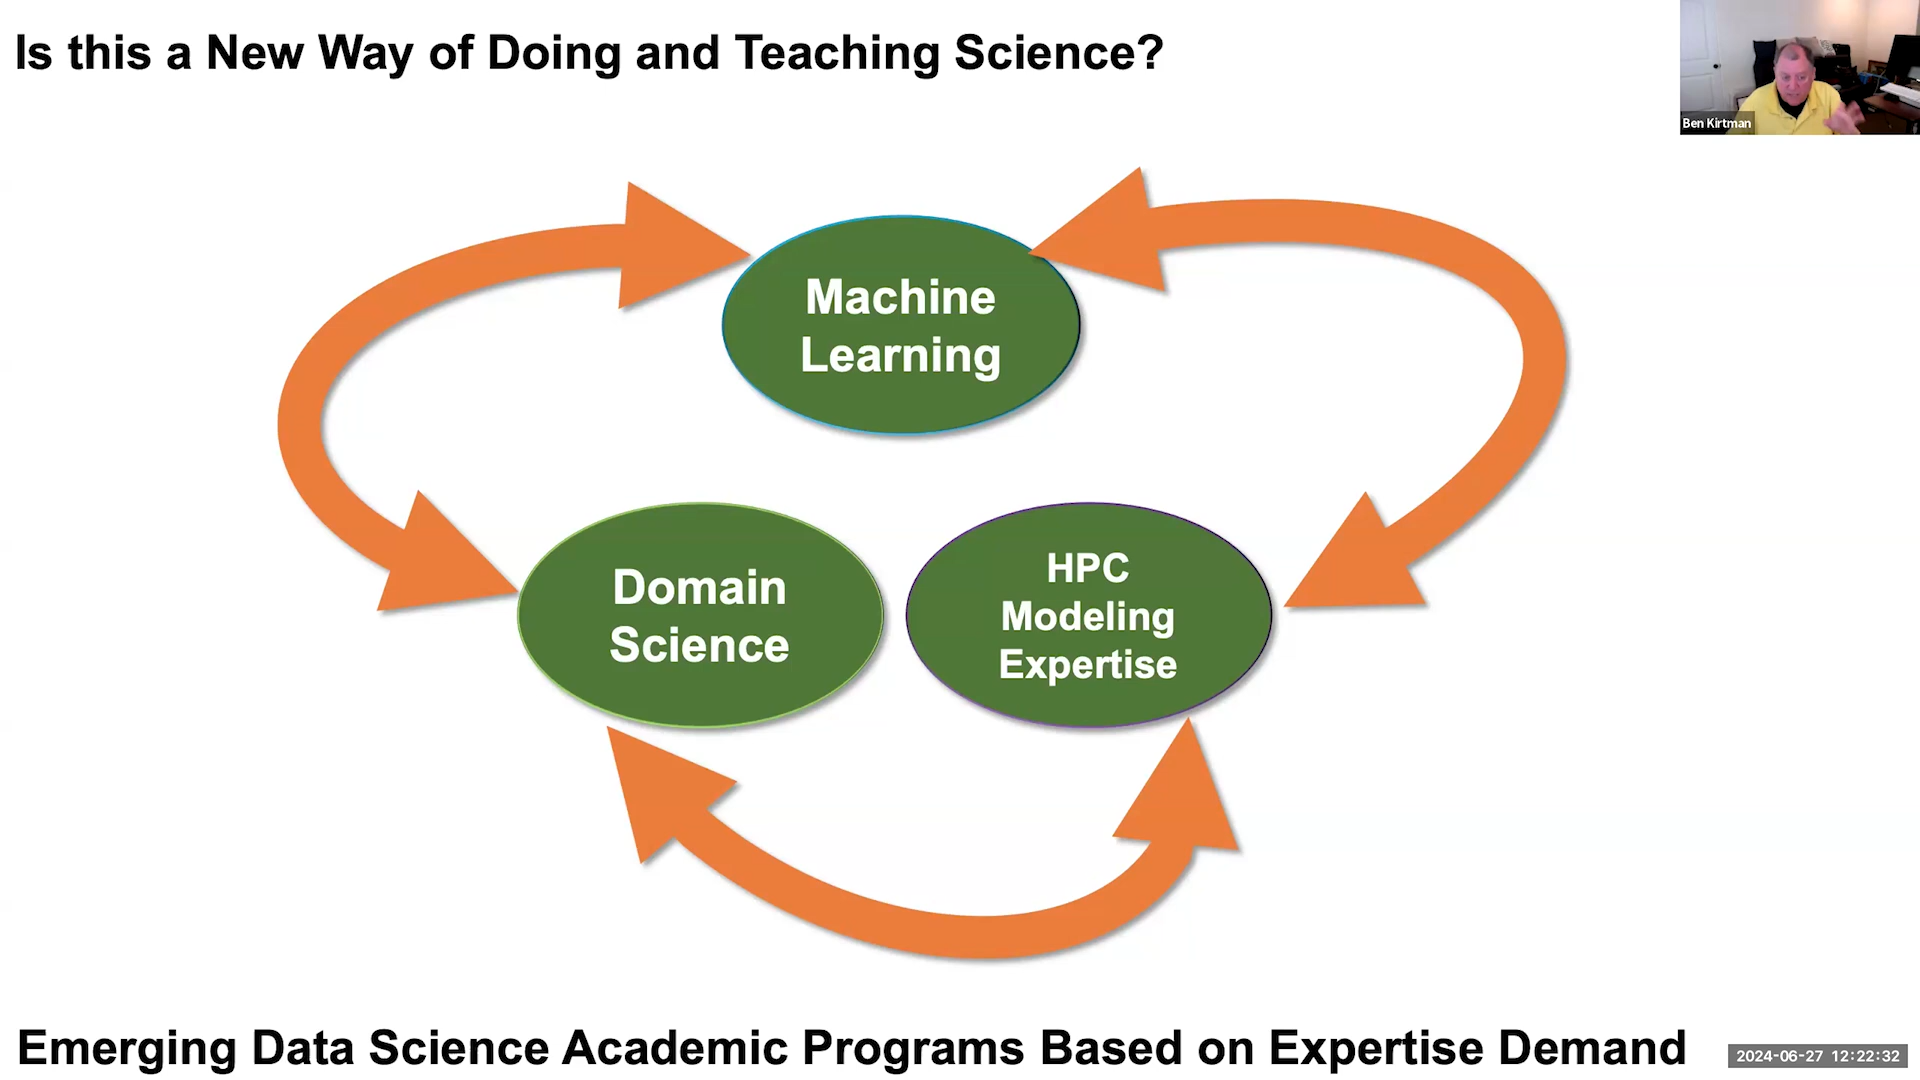 Is this a New Way of Doing and Teaching Science?
Ben Kirtman
Machine
Learning
Domain
Science
HPC
Modeling
Expertise
Emerging Data Science Academic Programs Based on Expertise Demand
2024-06-27 12:22:32